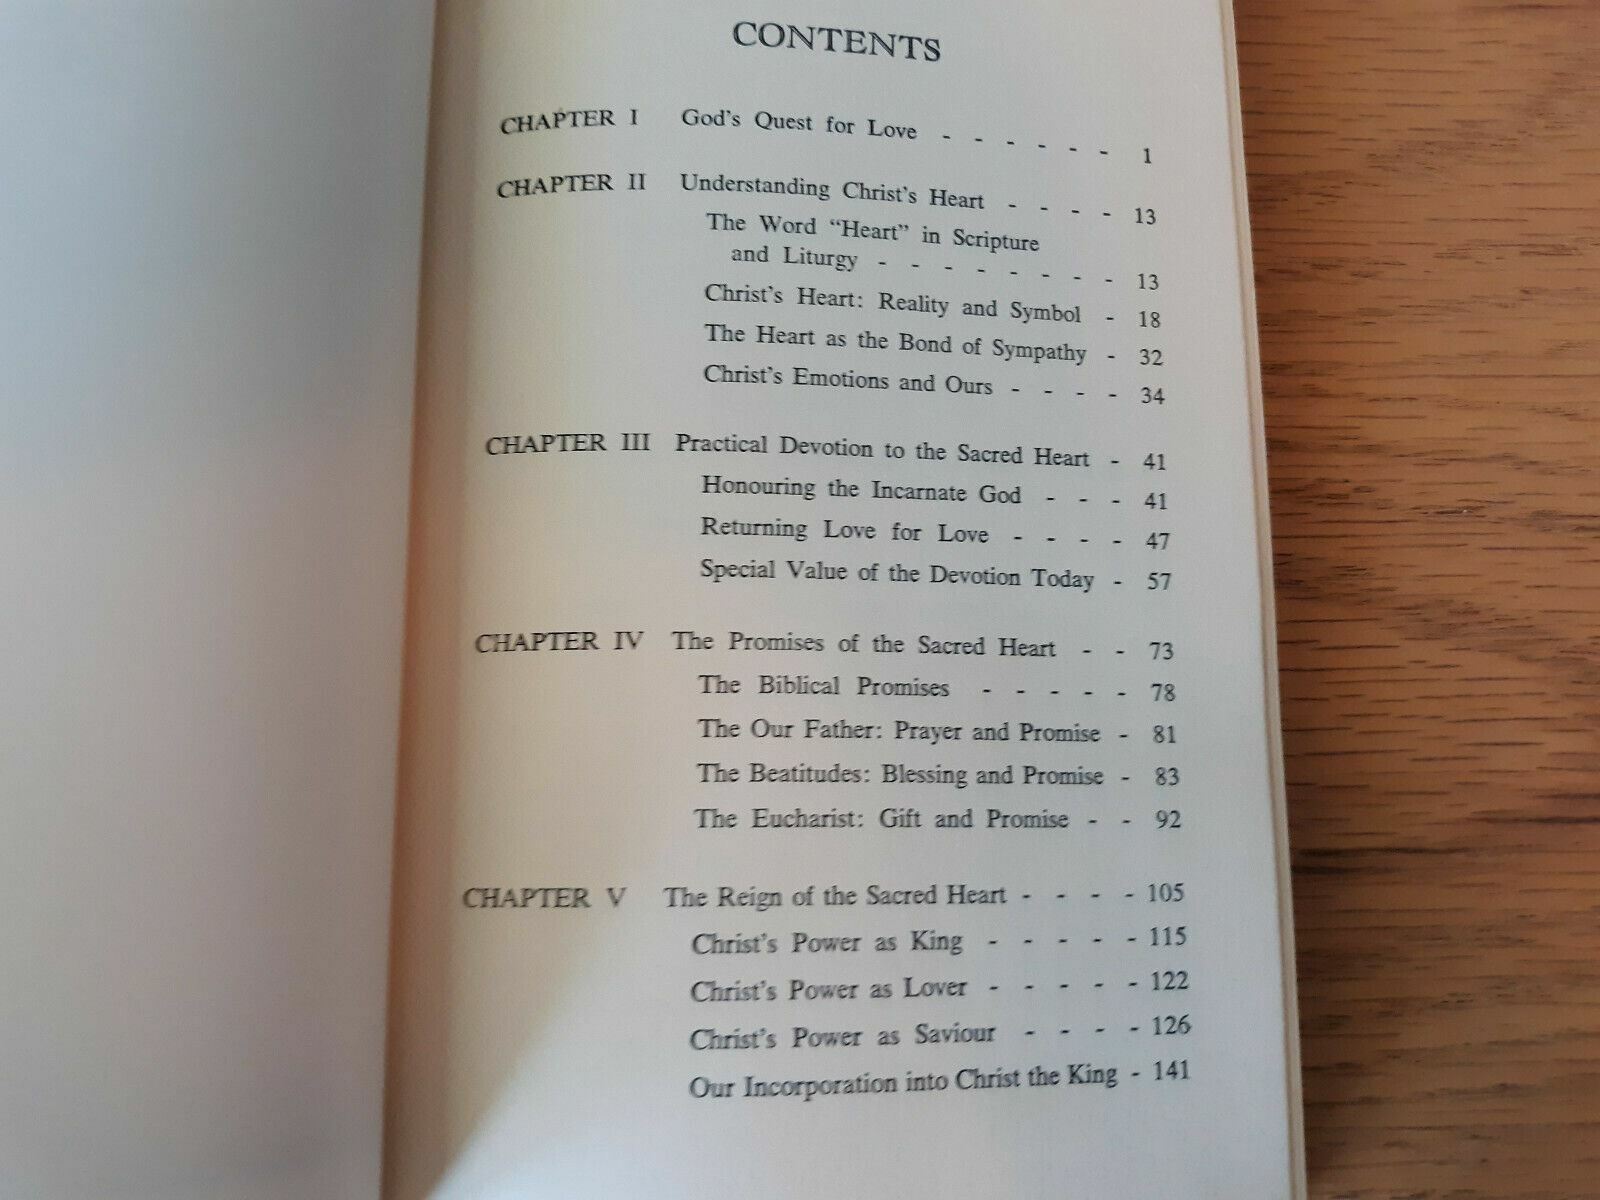 CONTENTS
CHAPTER I God's Quest for Love - - - - - - 1
CHAPTER II Understanding Christ's Heart - - - - 13
The Word “Heart” in Scripture
and Liturgy - - - - - - - - 13
Christ's Heart: Reality and Symbol - 18
The Heart as the Bond of Sympathy - 32
Christ's Emotions and Ours - - - - 34
CHAPTER III Practical Devotion to the Sacred Heart - 41
Honouring the Incarnate God - - - 41
Returning Love for Love - - - - 47
Special Value of the Devotion Today - 57
CHAPTER IV The Promises of the Sacred Heart - - 73
The Biblical Promises - - - - - 78
The Our Father: Prayer and Promise - 81
The Beatitudes: Blessing and Promise - 83
The Eucharist: Gift and Promise - - 92
CHAPTER V The Reign of the Sacred Heart - - - - 105
Christ's Power as King - - - - - 115
Christ's Power as Lover - - - - - 122
Christ's Power as Saviour - - - - 126
Our Incorporation into Christ the King - 141